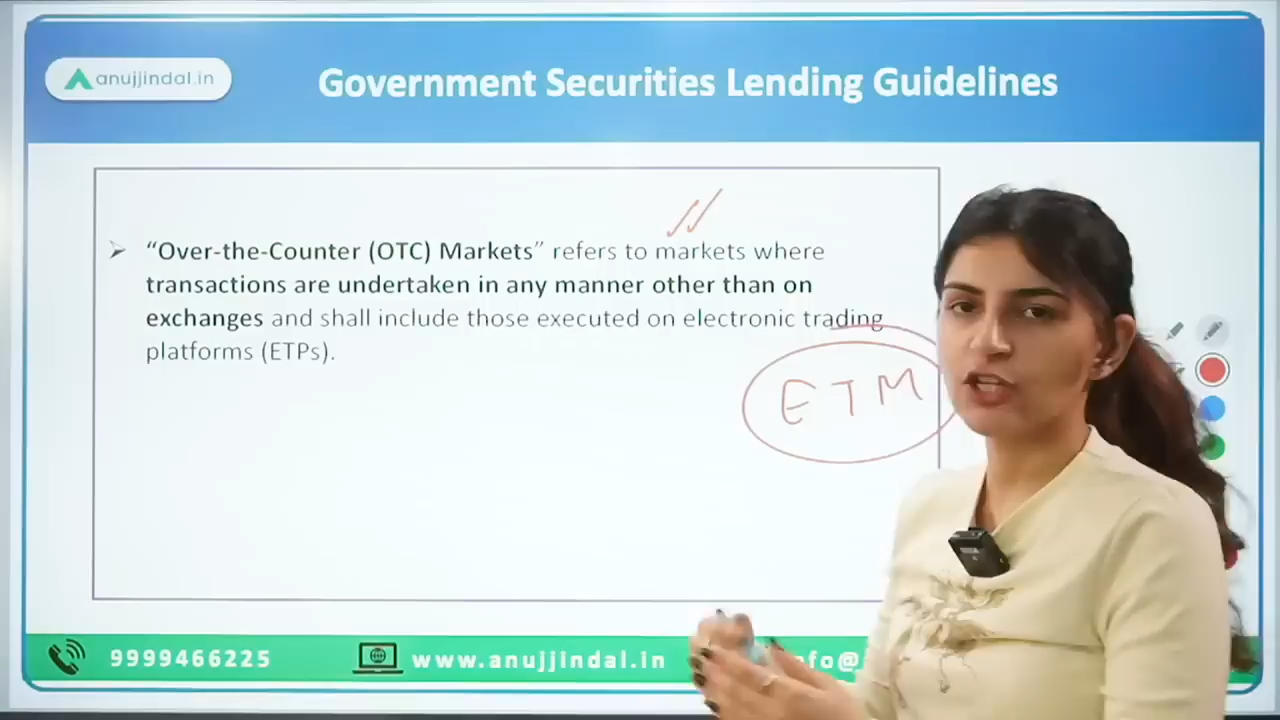 anujjindal.in
Government Securities Lending Guidelines
“Over-the-Counter (OTC) Markets” refers to markets where
transactions are undertaken in any manner other than on
exchanges and shall include those executed on electronic trading
platforms (ETPs).
ETM
9999466225
www.anujjindal.in
nfo@